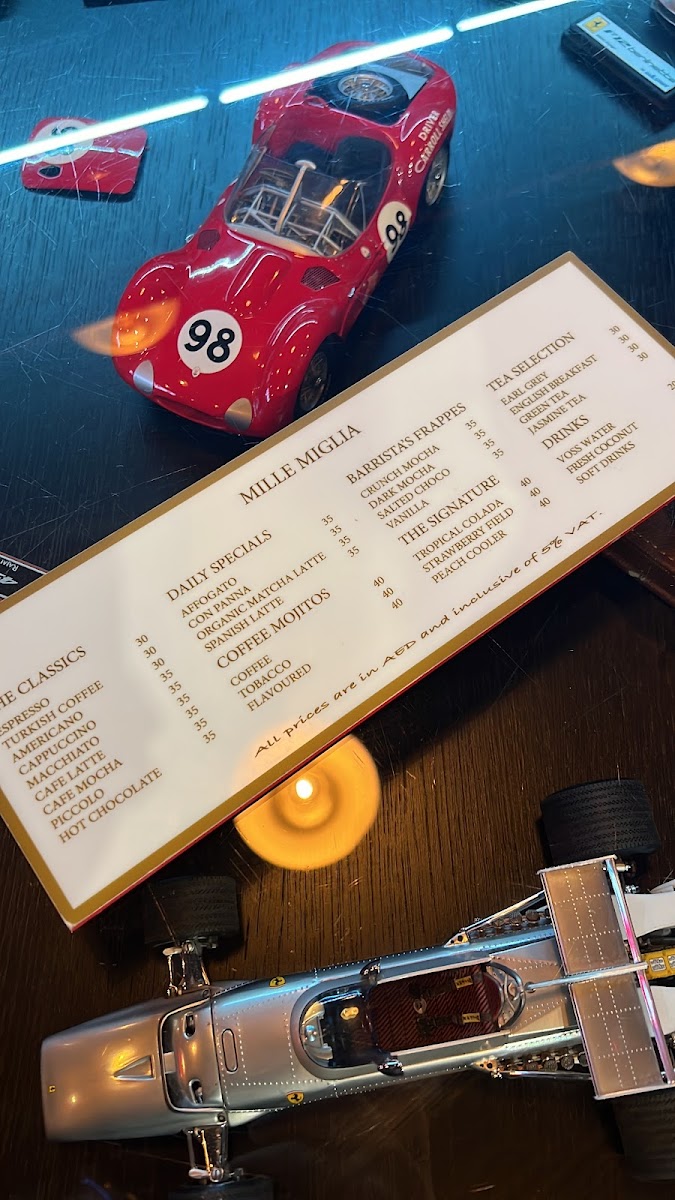 DRIVER
CARROLL SHELBY
98
98
MILLE MIGLIA
HE CLASSICS
ESPRESSO 30
TURKISH COFFEE 30
AMERICANO 30
CAPPUCCINO 35
MACCHIATO 35
CAFE LATTE 35
CAFE MOCHA 35
PICCOLO 35
HOT CHOCOLATE 35
DAILY SPECIALS
AFFOGATO 35
CON PANNA 35
ORGANIC MATCHA LATTE 35
SPANISH LATTE 35
COFFEE MOJITOS
COFFEE 40
TOBACCO 40
FLAVOURED 40
BARRISTA'S FRAPPES
CRUNCH MOCHA 35
DARK MOCHA 35
SALTED CHOCO 35
VANILLA 35
THE SIGNATURE
TROPICAL COLADA 40
STRAWBERRY FIELD 40
PEACH COOLER 40
TEA SELECTION
EARL GREY 30
ENGLISH BREAKFAST 30
GREEN TEA 30
JASMINE TEA 30
DRINKS
VOSS WATER
FRESH COCONUT
SOFT DRINKS
All prices are in AED and inclusive of 5% VAT.